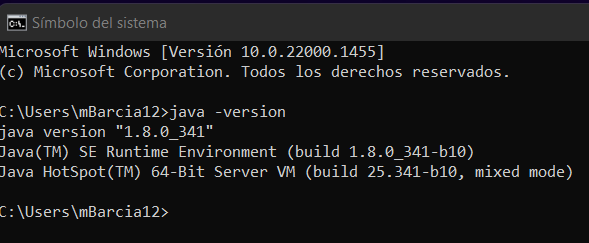 Símbolo del sistema
Microsoft Windows [Versión 10.0.22000.1455]
(c) Microsoft Corporation. Todos los derechos reservados.
C:\Users\mBarcia12>java -version
java version "1.8.0_341"
Java(TM) SE Runtime Environment (build 1.8.0_341-b10)
Java HotSpot(TM) 64-Bit Server VM (build 25.341-b10, mixed mode)
C:\Users\mBarcia12>